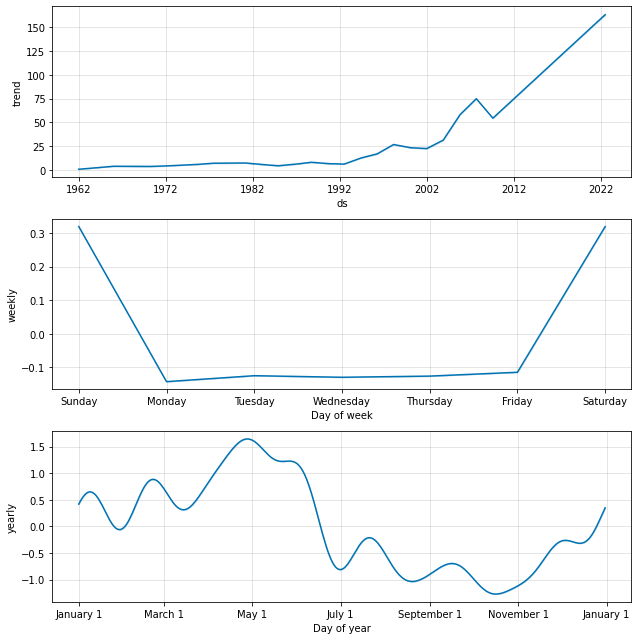 trend
150
125
100
75
50
25
0
1962 1972 1982 1992 2002 2012 2022
ds
weekly
0.3
0.2
0.1
0.0
−0.1
Sunday Monday Tuesday Wednesday Thursday Friday Saturday
Day of week
yearly
1.5
1.0
0.5
0.0
−0.5
−1.0
January 1 March 1 May 1 July 1 September 1 November 1 January 1
Day of year